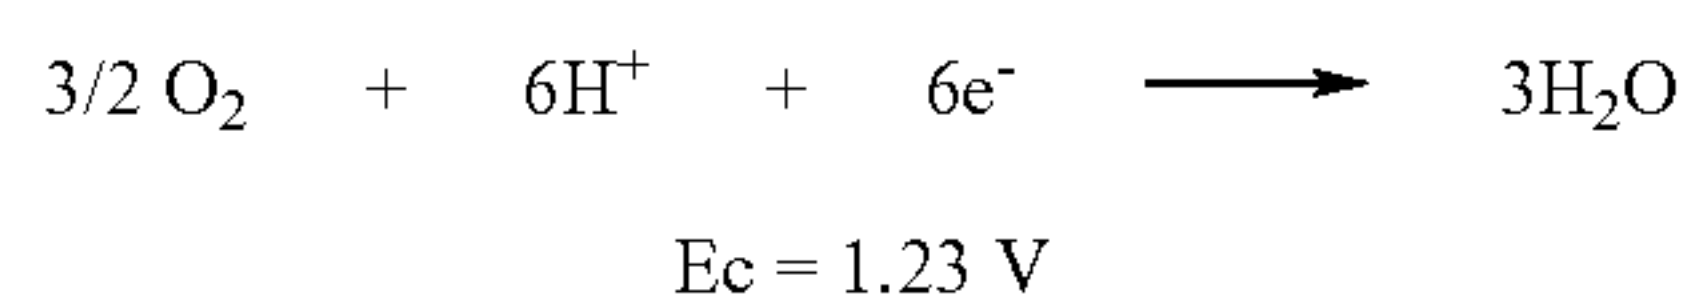 3/2 O₂ + 6H⁺ + 6e⁻ ⟶ 3H₂O
Ec = 1.23 V